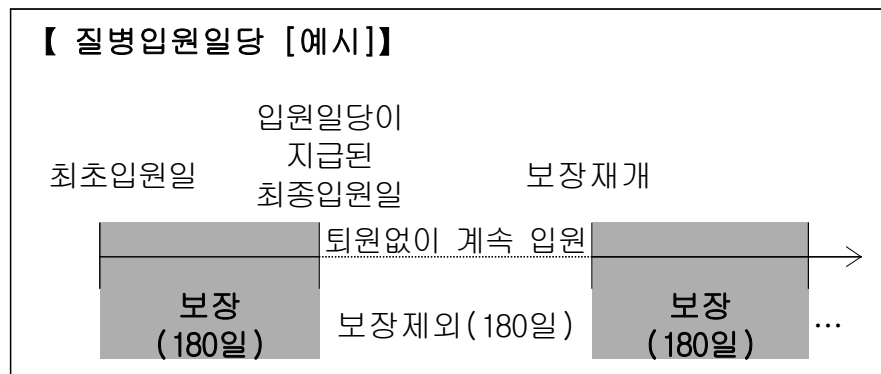 【 질병입원일당 [예시]】
입원일당이
지급된
최종입원일
최초입원일
보장재개
퇴원없이 계속 입원
보장
(180일)
보장제외(180일)
보장
(180일)
…